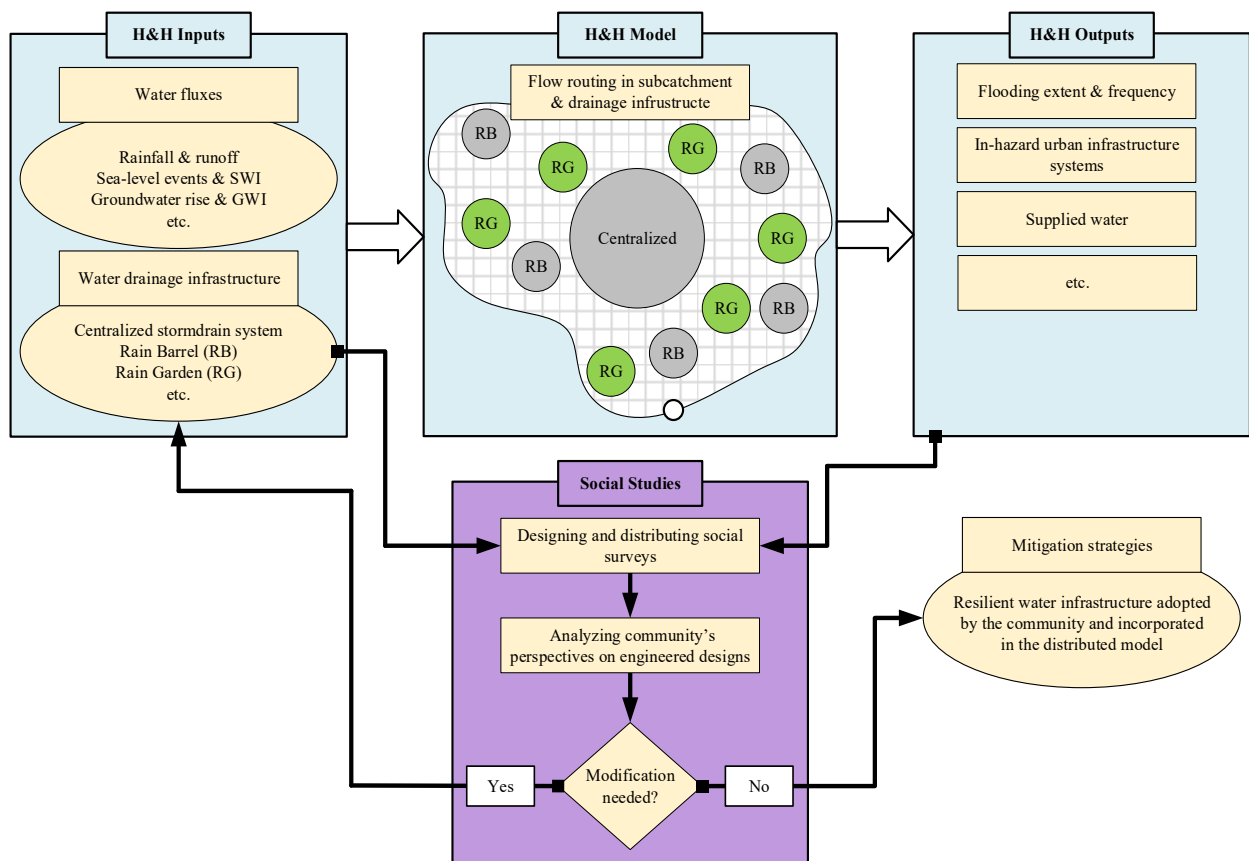 H&H Inputs
Water fluxes
Rainfall & runoff
Sea-level events & SWI
Groundwater rise & GWI
etc.
Water drainage infrastructure
Centralized stormdrain system
Rain Barrel (RB)
Rain Garden (RG)
etc.
H&H Model
Flow routing in subcatchment
& drainage infrustructe
RB
RG
RG
RB
RG
Centralized
RG
RB
RG
RB
RB
RG
H&H Outputs
Flooding extent & frequency
In-hazard urban infrastructure
systems
Supplied water
etc.
Social Studies
Designing and distributing social
surveys
Analyzing community’s
perspectives on engineered designs
Modification
needed?
Yes
No
Mitigation strategies
Resilient water infrastructure adopted
by the community and incorporated
in the distributed model